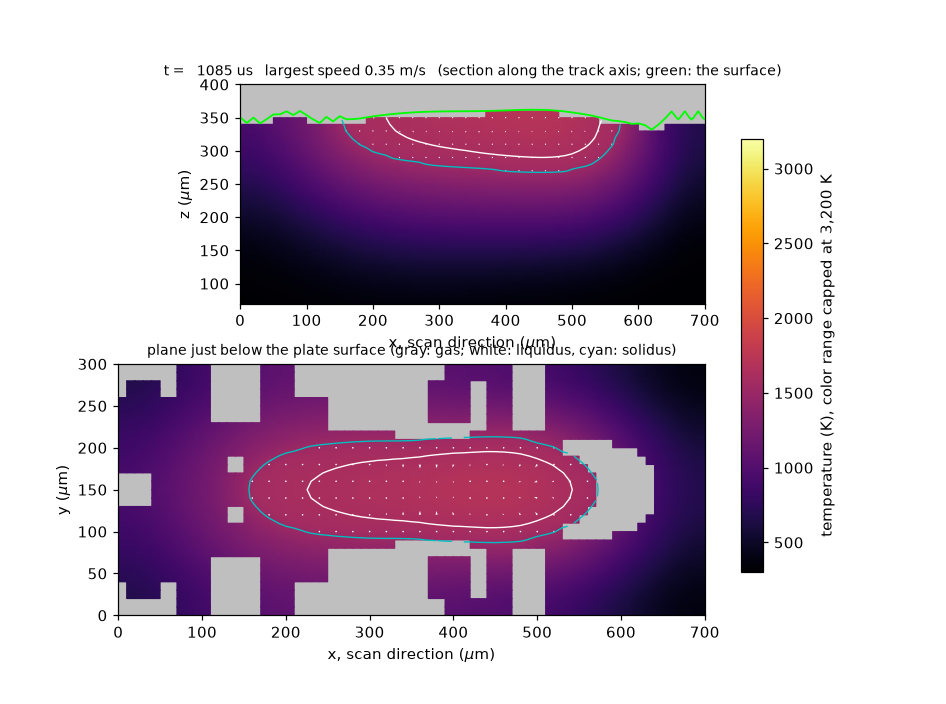 t =   1085 us   largest speed 0.35 m/s   (section along the track axis; green: the surface)
400
350
300
250
200
150
100
z (μm)
0 100 200 300 400 500 600 700
x, scan direction (μm)
plane just below the plate surface (gray: gas; white: liquidus, cyan: solidus)
300
250
200
150
100
50
0
y (μm)
0 100 200 300 400 500 600 700
x, scan direction (μm)
3000
2500
2000
1500
1000
500
temperature (K), color range capped at 3,200 K